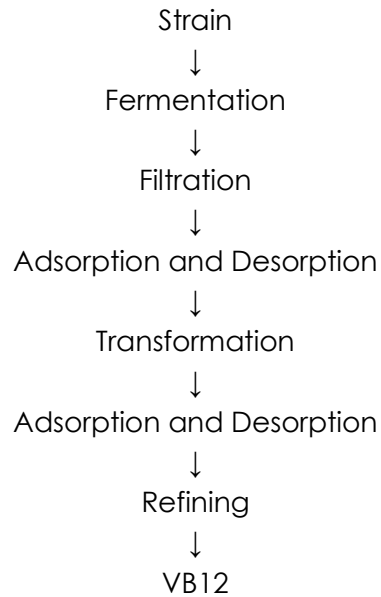 Strain
↓
Fermentation
↓
Filtration
↓
Adsorption and Desorption
↓
Transformation
↓
Adsorption and Desorption
↓
Refining
↓
VB12